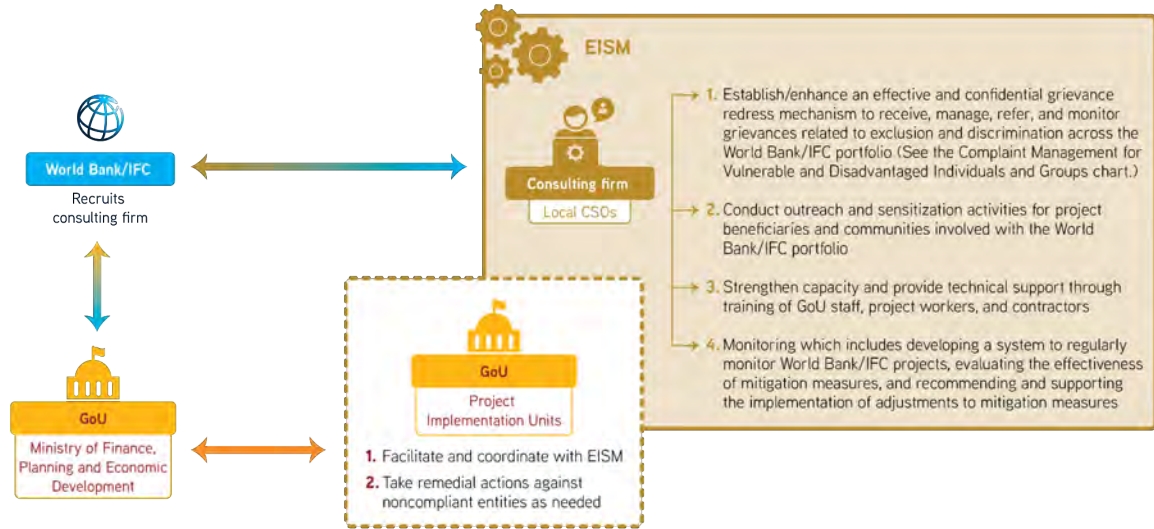 EISM
World Bank/IFC
Recruits
consulting firm
Consulting firm
Local CSOs
1. Establish/enhance an effective and confidential grievance
redress mechanism to receive, manage, refer, and monitor
grievances related to exclusion and discrimination across the
World Bank/IFC portfolio (See the Complaint Management for
Vulnerable and Disadvantaged Individuals and Groups chart.)
2. Conduct outreach and sensitization activities for project
beneficiaries and communities involved with the World
Bank/IFC portfolio
3. Strengthen capacity and provide technical support through
training of GoU staff, project workers, and contractors
4. Monitoring which includes developing a system to regularly
monitor World Bank/IFC projects, evaluating the effectiveness
of mitigation measures, and recommending and supporting
the implementation of adjustments to mitigation measures
GoU
Ministry of Finance,
Planning and Economic
Development
GoU
Project
Implementation Units
1. Facilitate and coordinate with EISM
2. Take remedial actions against
noncompliant entities as needed